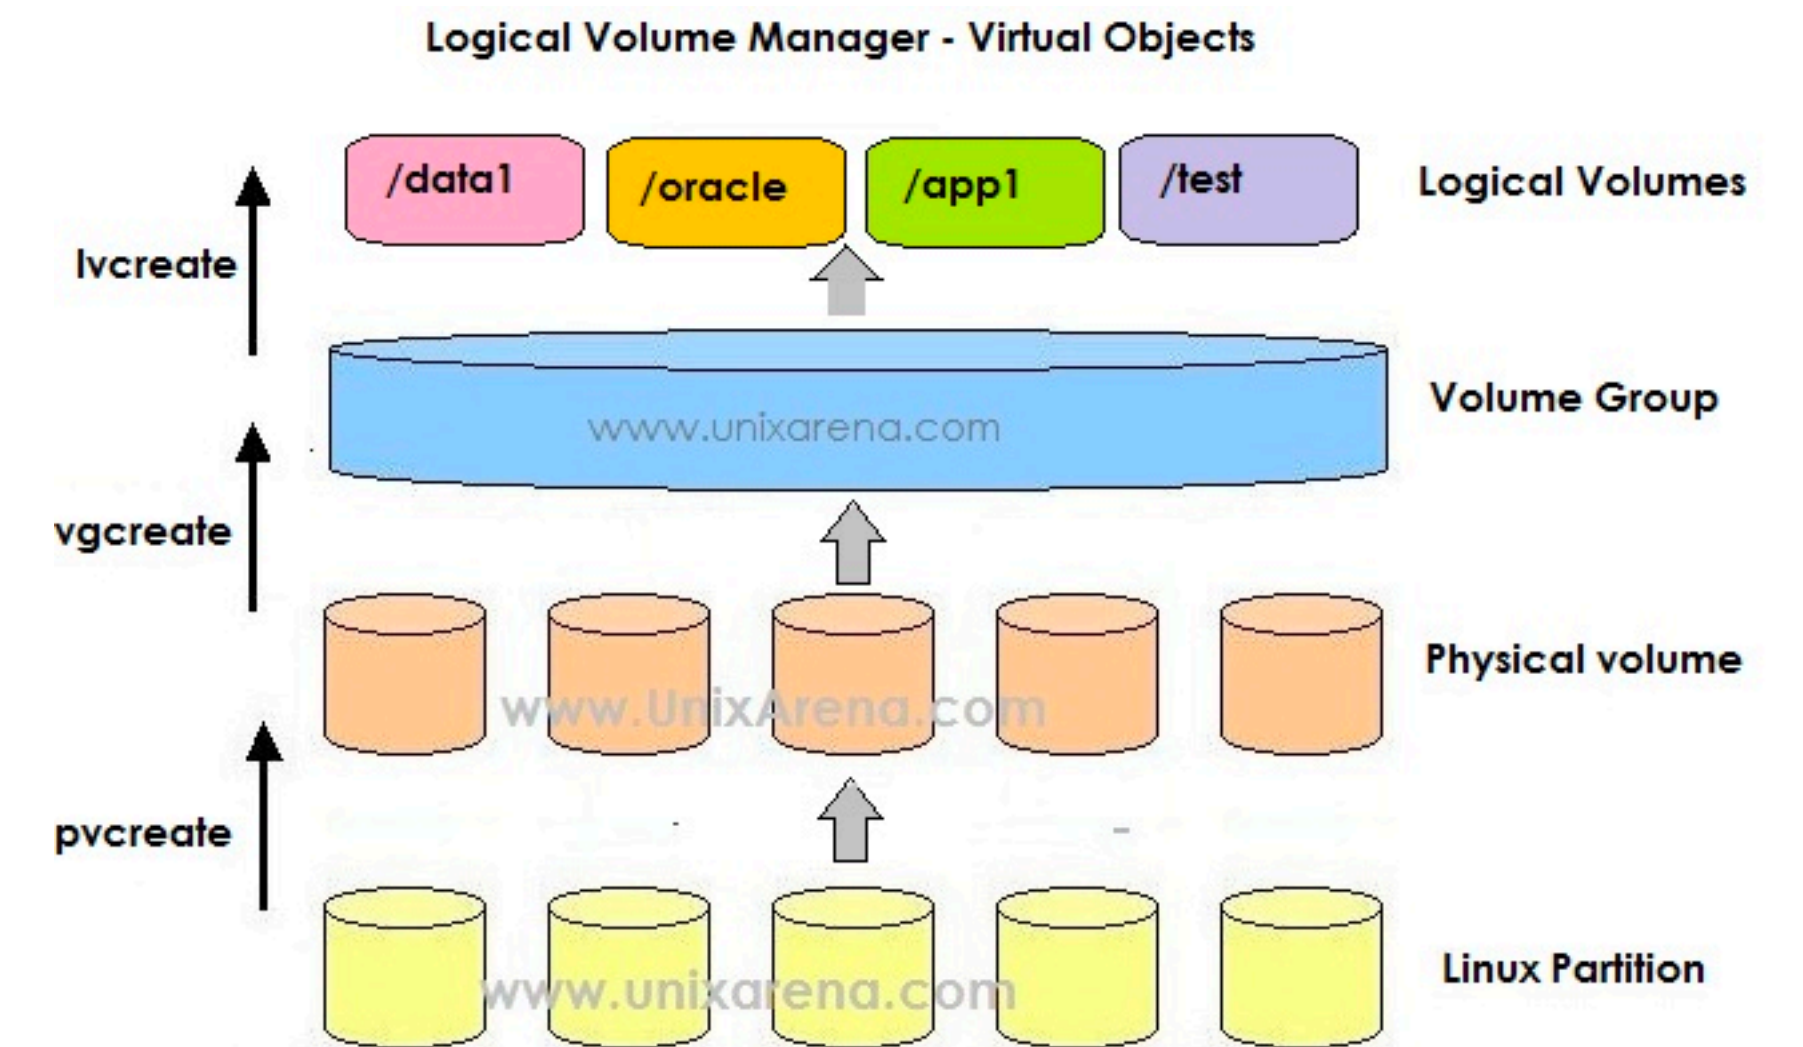 Logical Volume Manager - Virtual Objects
/data1
/oracle
/app1
/test
Logical Volumes
lvcreate
Volume Group
www.unixarena.com
vgcreate
Physical volume
www.UnixArena.com
pvcreate
Linux Partition
www.unixarena.com